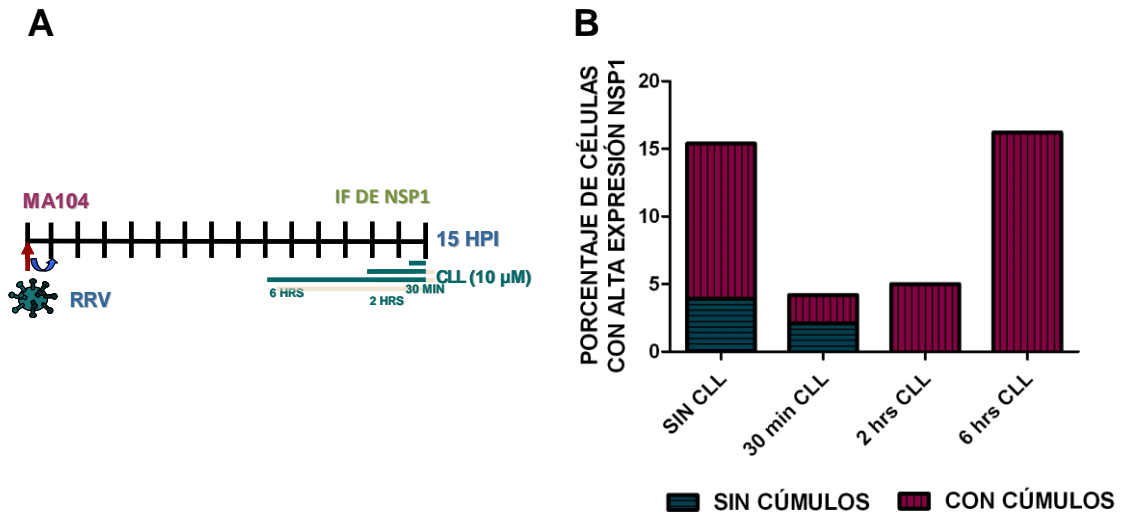 A
MA104
IF DE NSP1
15 HPI
CLL (10 µM)
30 MIN
6 HRS
2 HRS
RRV
B
PORCENTAJE DE CÉLULAS
CON ALTA EXPRESIÓN NSP1
20
15
10
5
0
SIN CLL
30 min CLL
2 hrs CLL
6 hrs CLL
SIN CÚMULOS
CON CÚMULOS